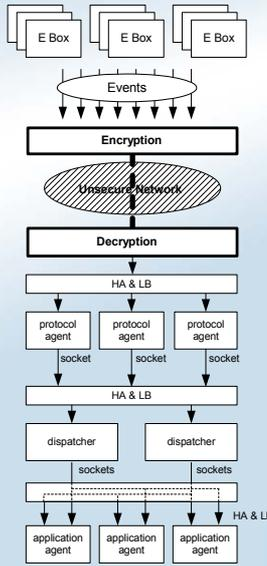 E Box E Box E Box
Events
Encryption
Unsecure Network
Decryption
HA & LB
protocol agent protocol agent protocol agent
socket socket socket
HA & LB
dispatcher dispatcher
sockets sockets
HA & LB
application agent application agent application agent